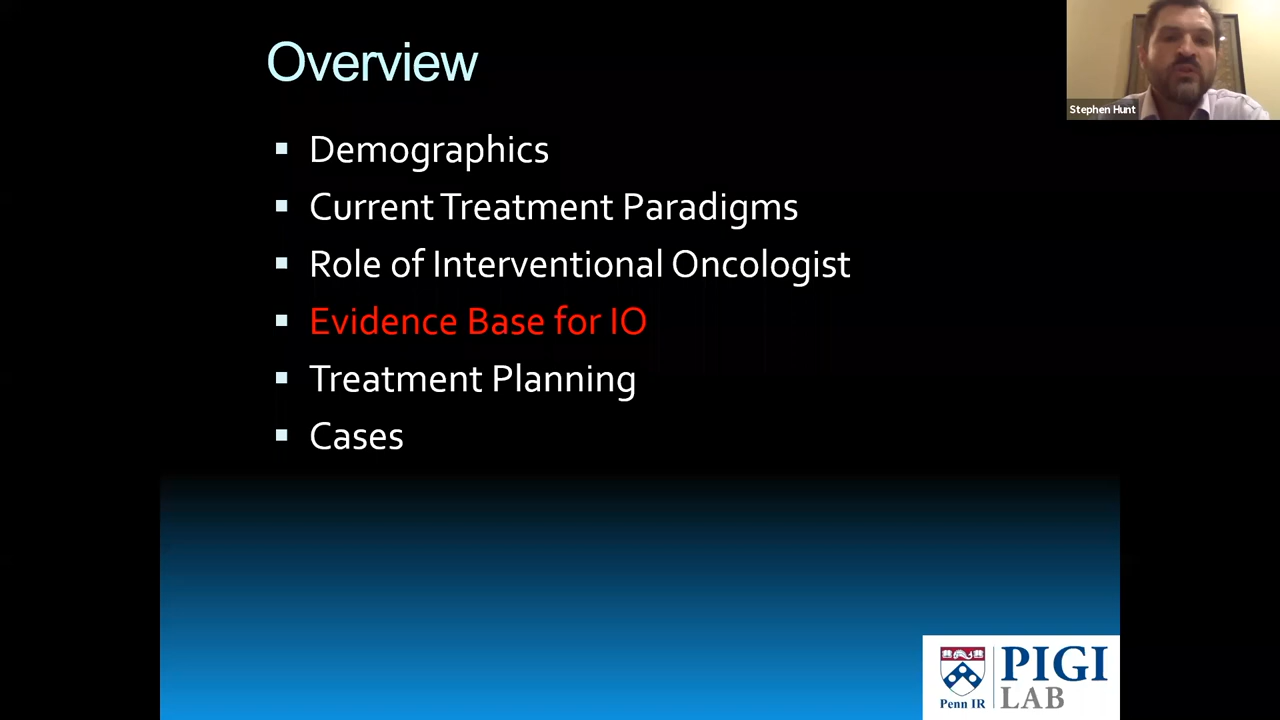 Overview
Stephen Hunt
Demographics
Current Treatment Paradigms
Role of Interventional Oncologist
Evidence Base for IO
Treatment Planning
Cases
PIGI
LAB
Penn IR